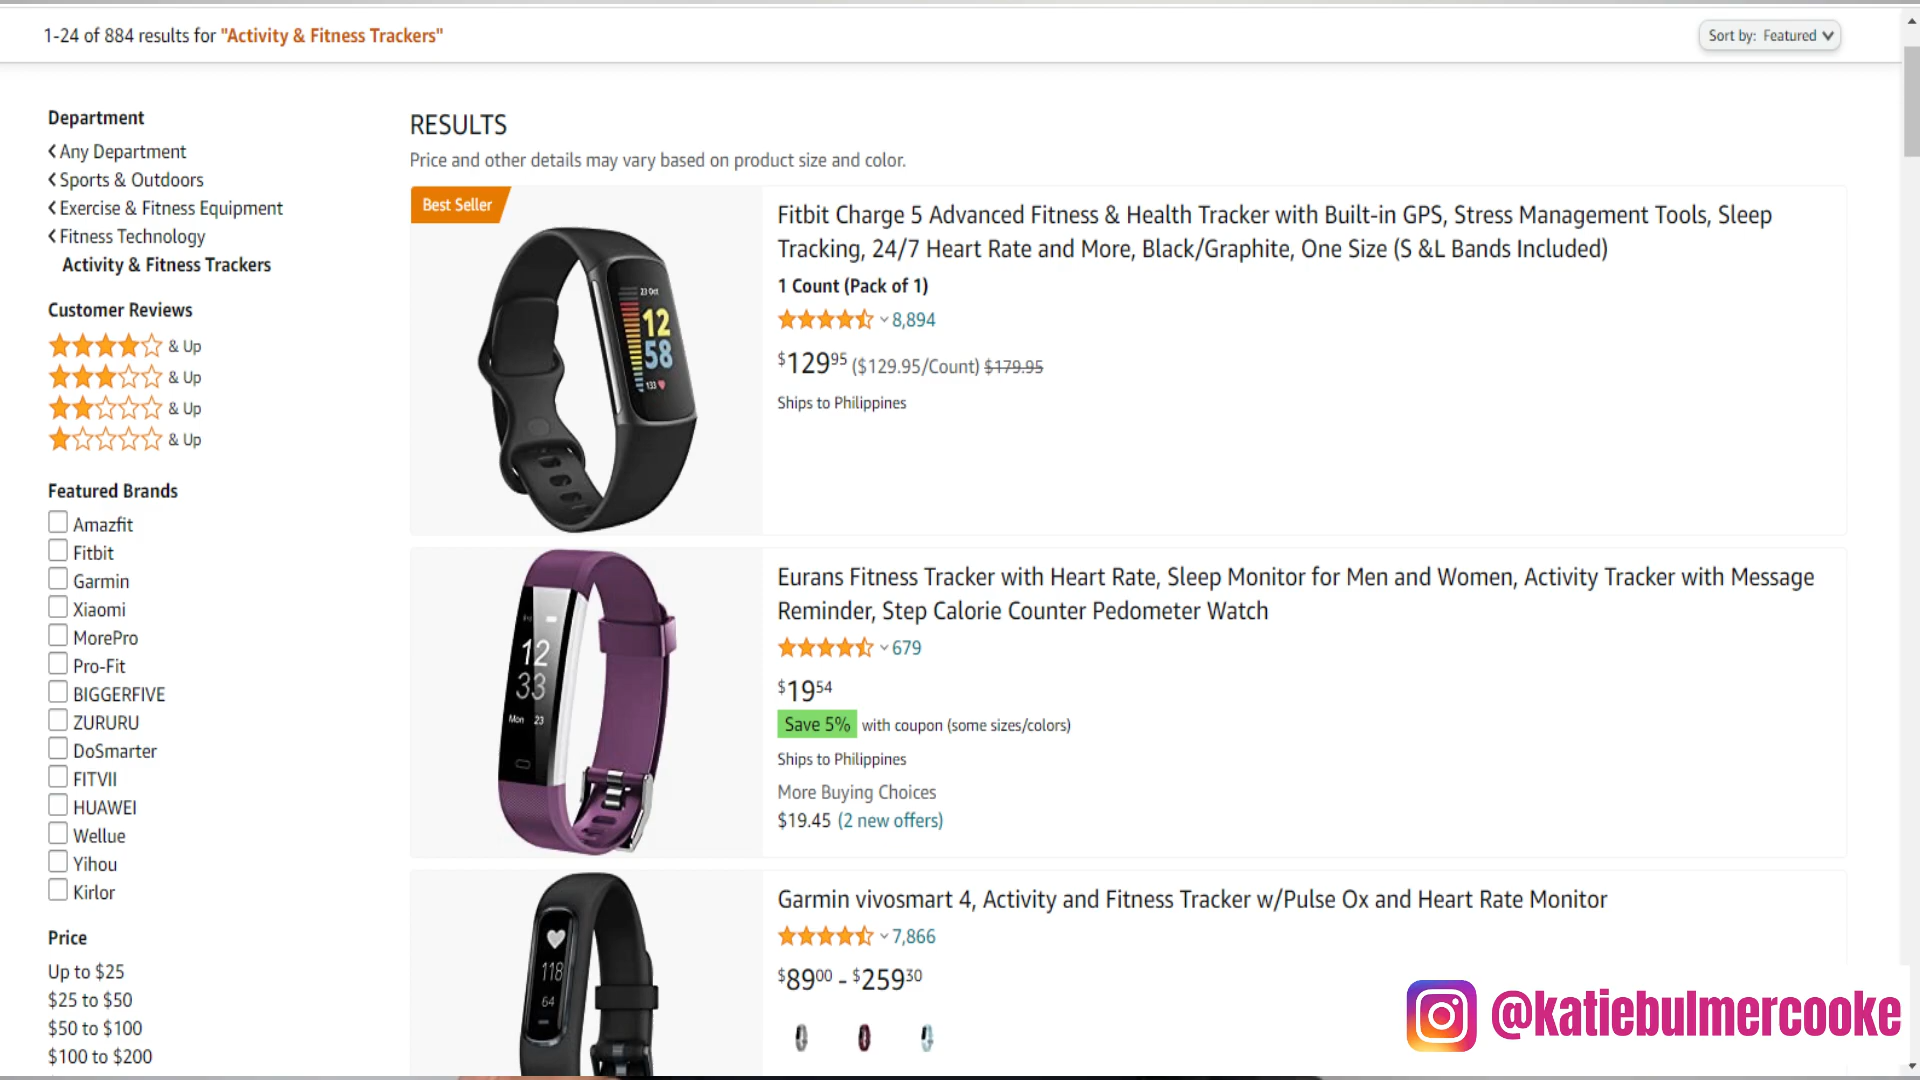 1-24 of 884 results for "Activity & Fitness Trackers"
Sort by: Featured
Department
Any Department
Sports & Outdoors
Exercise & Fitness Equipment
Fitness Technology
Activity & Fitness Trackers
Customer Reviews
& Up
& Up
& Up
& Up
Featured Brands
Amazfit
Fitbit
Garmin
Xiaomi
MorePro
Pro-Fit
BIGGERFIVE
ZURURU
DoSmarter
FITVII
HUAWEI
Wellue
Yihou
Kirlor
Price
Up to $25
$25 to $50
$50 to $100
$100 to $200
RESULTS
Price and other details may vary based on product size and color.
Best Seller
23 Oct
12
58
133
Fitbit Charge 5 Advanced Fitness & Health Tracker with Built-in GPS, Stress Management Tools, Sleep
Tracking, 24/7 Heart Rate and More, Black/Graphite, One Size (S &L Bands Included)
1 Count (Pack of 1)
8,894
$129.95 ($129.95/Count) $179.95
Ships to Philippines
12
33
Mon 23
Eurans Fitness Tracker with Heart Rate, Sleep Monitor for Men and Women, Activity Tracker with Message
Reminder, Step Calorie Counter Pedometer Watch
679
$19.54
Save 5% with coupon (some sizes/colors)
Ships to Philippines
More Buying Choices
$19.45 (2 new offers)
118
64
Garmin vivosmart 4, Activity and Fitness Tracker w/Pulse Ox and Heart Rate Monitor
7,866
$89.00 - $259.30
@katiebulmercooke